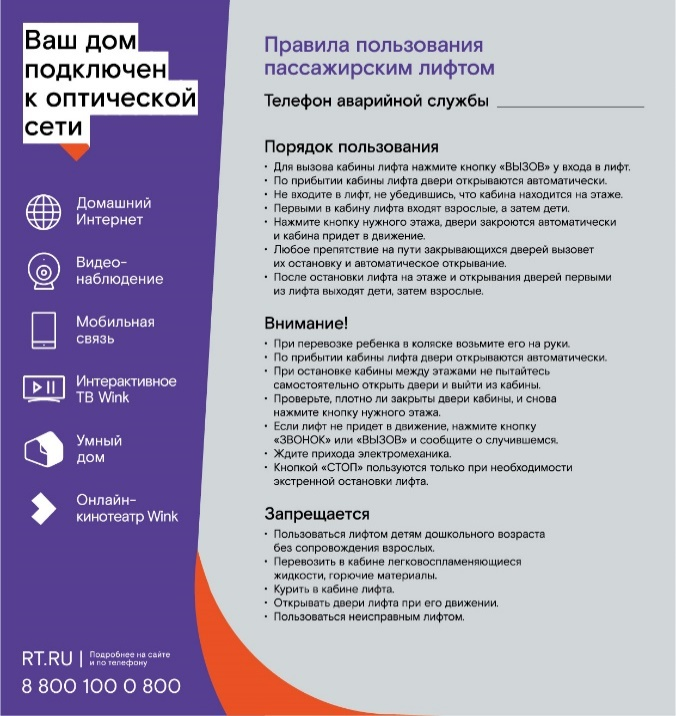 Ваш дом
подключен
к оптической
сети
Домашний
Интернет
Видео-
наблюдение
Мобильная
связь
Интерактивное
ТВ Wink
Умный
дом
Онлайн-
кинотеатр Wink
RT.RU | Подробнее на сайте
и по телефону
8 800 100 0 800
Правила пользования
пассажирским лифтом
Телефон аварийной службы
Порядок пользования
• Для вызова кабины лифта нажмите кнопку «ВЫЗОВ» у входа в лифт.
• По прибытии кабины лифта двери открываются автоматически.
• Не входите в лифт, не убедившись, что кабина находится на этаже.
• Первыми в кабину лифта входят взрослые, а затем дети.
• Нажмите кнопку нужного этажа, двери закроются автоматически
и кабина придет в движение.
• Любое препятствие на пути закрывающихся дверей вызовет
их остановку и автоматическое открывание.
• После остановки лифта на этаже и открывания дверей первыми
из лифта выходят дети, затем взрослые.
Внимание!
• При перевозке ребенка в коляске возьмите его на руки.
• По прибытии кабины лифта двери открываются автоматически.
• При остановке кабины между этажами не пытайтесь
самостоятельно открыть двери и выйти из кабины.
• Проверьте, плотно ли закрыты двери кабины, и снова
нажмите кнопку нужного этажа.
• Если лифт не придет в движение, нажмите кнопку
«ЗВОНОК» или «ВЫЗОВ» и сообщите о случившемся.
• Ждите прихода электромеханика.
• Кнопкой «СТОП» пользуются только при необходимости
экстренной остановки лифта.
Запрещается
• Пользоваться лифтом детям дошкольного возраста
без сопровождения взрослых.
• Перевозить в кабине легковоспламеняющиеся
жидкости, горючие материалы.
• Курить в кабине лифта.
• Открывать двери лифта при его движении.
• Пользоваться неисправным лифтом.